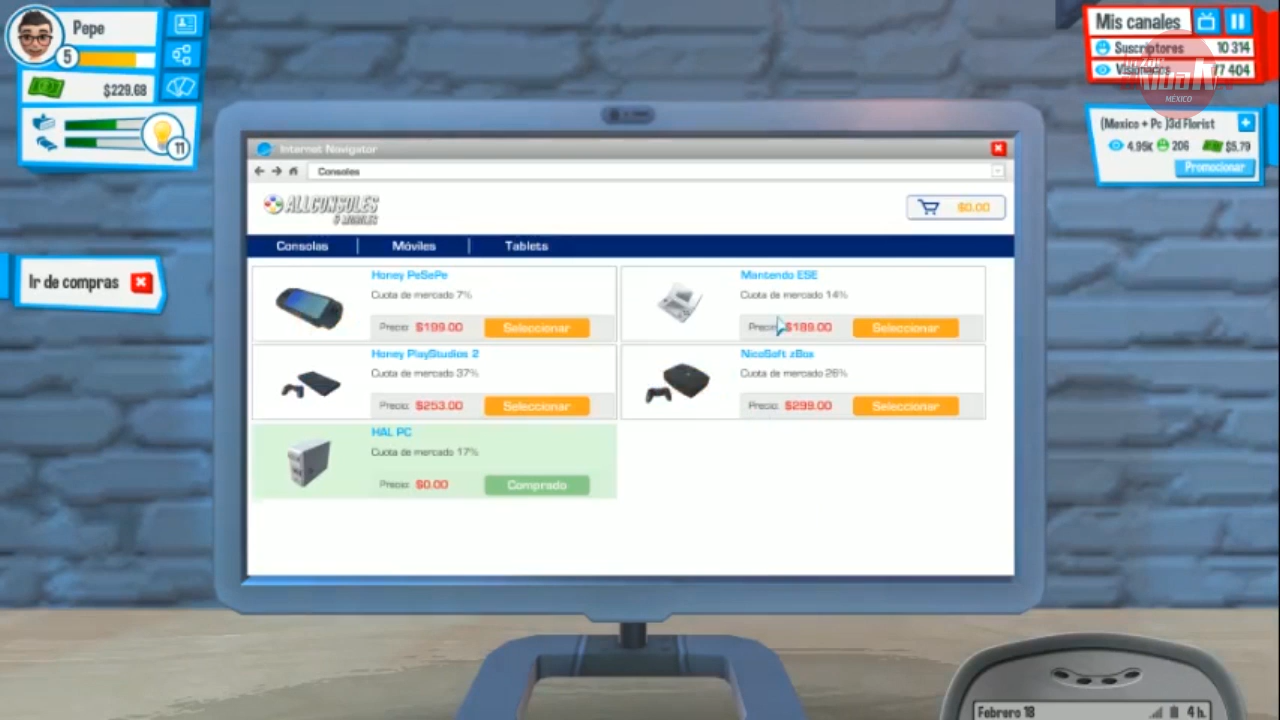 Pepe
5
$229.68
11
Ir de compras
Mis canales
Suscriptores 10 314
77 404
MEXICO
(Mexico + Pc )3d Florist
4.95K 206 $5.79
Promocionar
Internet Navigator
Consoles
ALLCONSOLES
& MOBILES
$0.00
Consolas Móviles Tablets
Honey PeSePe
Cuota de mercado 7%
Precio: $199.00 Seleccionar
Mantendo ESE
Cuota de mercado 14%
Precio: $189.00 Seleccionar
Honey PlayStudios 2
Cuota de mercado 37%
Precio: $253.00 Seleccionar
NicoSoft zBox
Cuota de mercado 26%
Precio: $299.00 Seleccionar
HAL PC
Cuota de mercado 17%
Precio: $0.00 Comprado
Febrero 18 4 h.